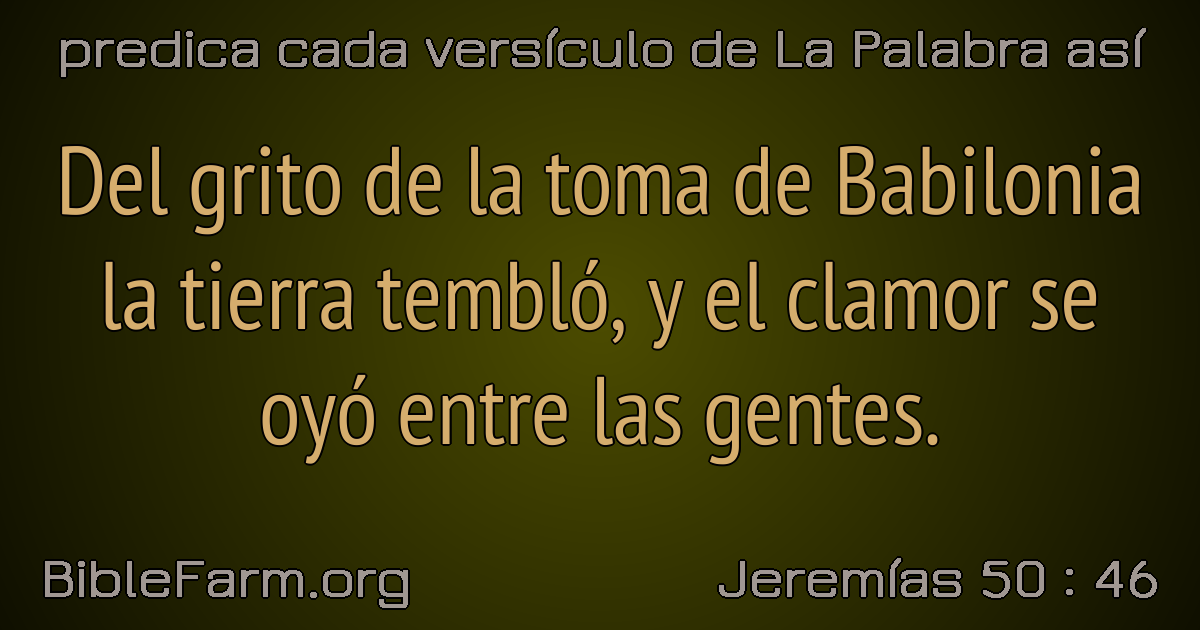 predica cada versículo de La Palabra así
Del grito de la toma de Babilonia
la tierra tembló, y el clamor se
oyó entre las gentes.
BibleFarm.org
Jeremías 50 : 46